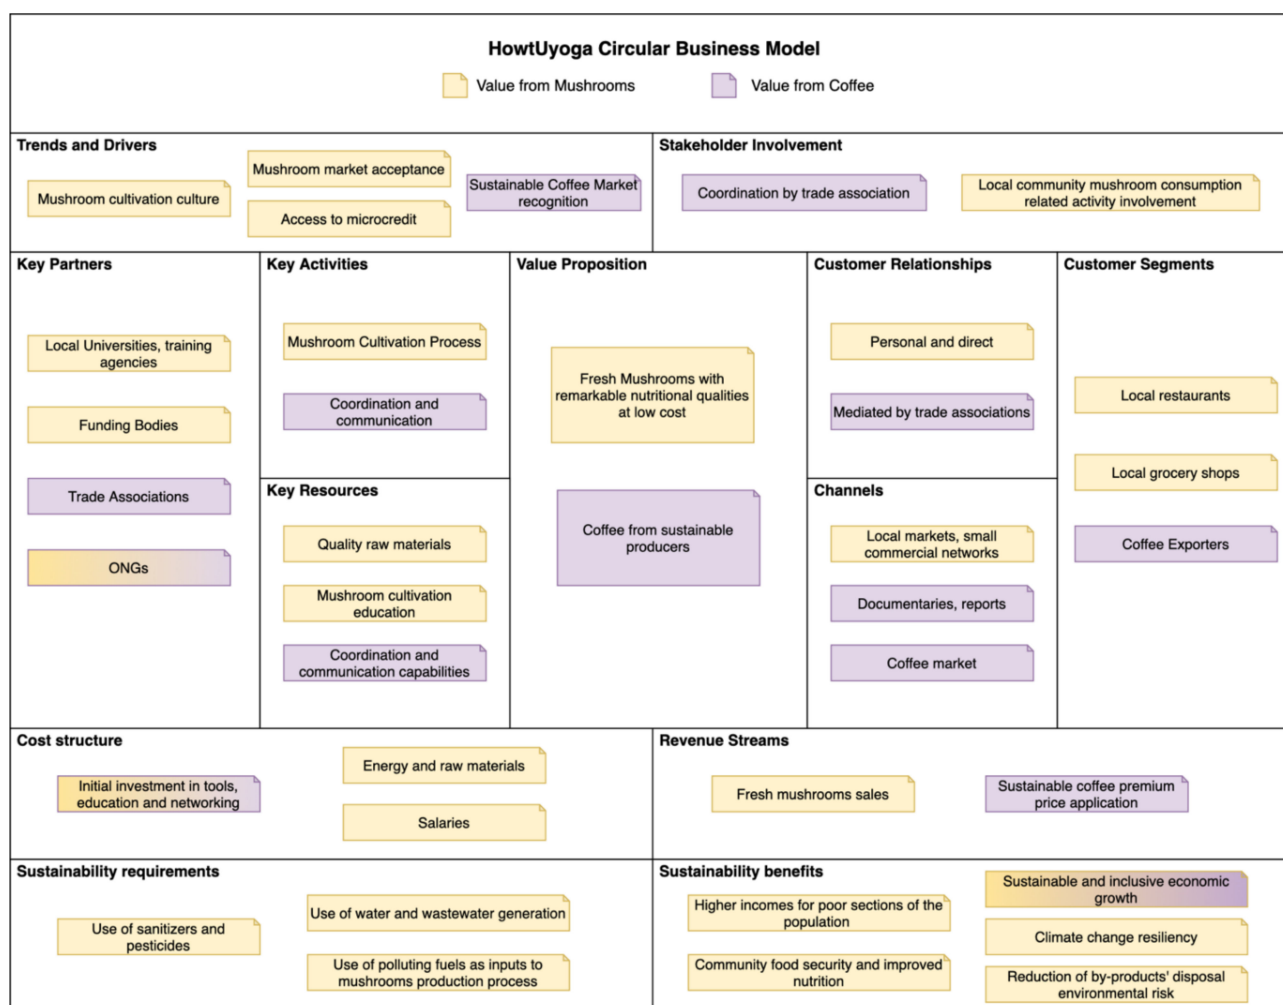 HowtUyoga Circular Business Model
Value from Mushrooms
Value from Coffee
Trends and Drivers
Mushroom cultivation culture
Mushroom market acceptance
Access to microcredit
Sustainable Coffee Market
recognition
Stakeholder Involvement
Coordination by trade association
Local community mushroom consumption
related activity involvement
Key Partners
Local Universities, training
agencies
Funding Bodies
Trade Associations
ONGs
Key Activities
Mushroom Cultivation Process
Coordination and
communication
Key Resources
Quality raw materials
Mushroom cultivation
education
Coordination and
communication capabilities
Value Proposition
Fresh Mushrooms with
remarkable nutritional qualities
at low cost
Coffee from sustainable
producers
Customer Relationships
Personal and direct
Mediated by trade associations
Channels
Local markets, small
commercial networks
Documentaries, reports
Coffee market
Customer Segments
Local restaurants
Local grocery shops
Coffee Exporters
Cost structure
Initial investment in tools,
education and networking
Energy and raw materials
Salaries
Revenue Streams
Fresh mushrooms sales
Sustainable coffee premium
price application
Sustainability requirements
Use of sanitizers and
pesticides
Use of water and wastewater generation
Use of polluting fuels as inputs to
mushrooms production process
Sustainability benefits
Higher incomes for poor sections of the
population
Community food security and improved
nutrition
Sustainable and inclusive economic
growth
Climate change resiliency
Reduction of by-products' disposal
environmental risk